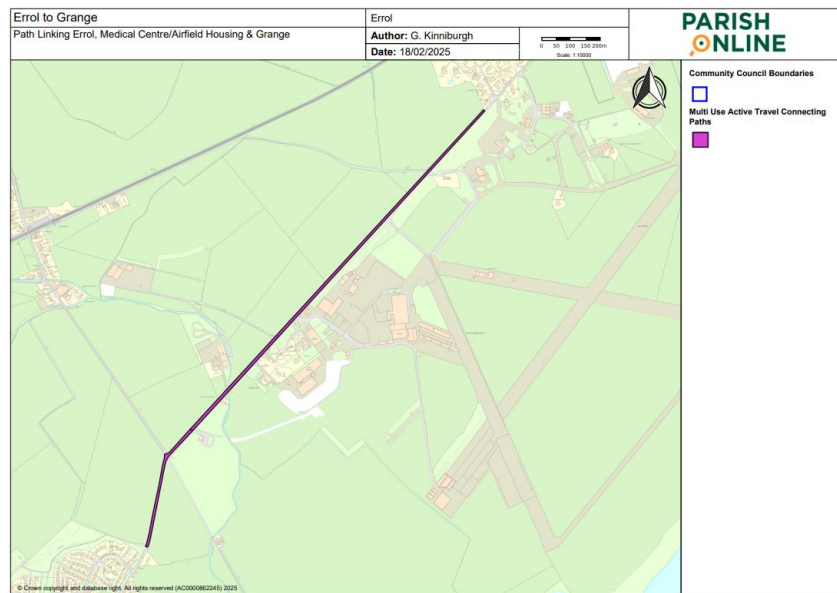 Errol to Grange
Path Linking Errol, Medical Centre/Airfield Housing & Grange
Errol
Author: G. Kinniburgh
Date: 18/02/2025
0 50 100 150 200m
Scale: 1:10000
PARISH
ONLINE
Community Council Boundaries
Multi Use Active Travel Connecting
Paths
© Crown copyright and database right. All rights reserved (AC0000862245) 2025